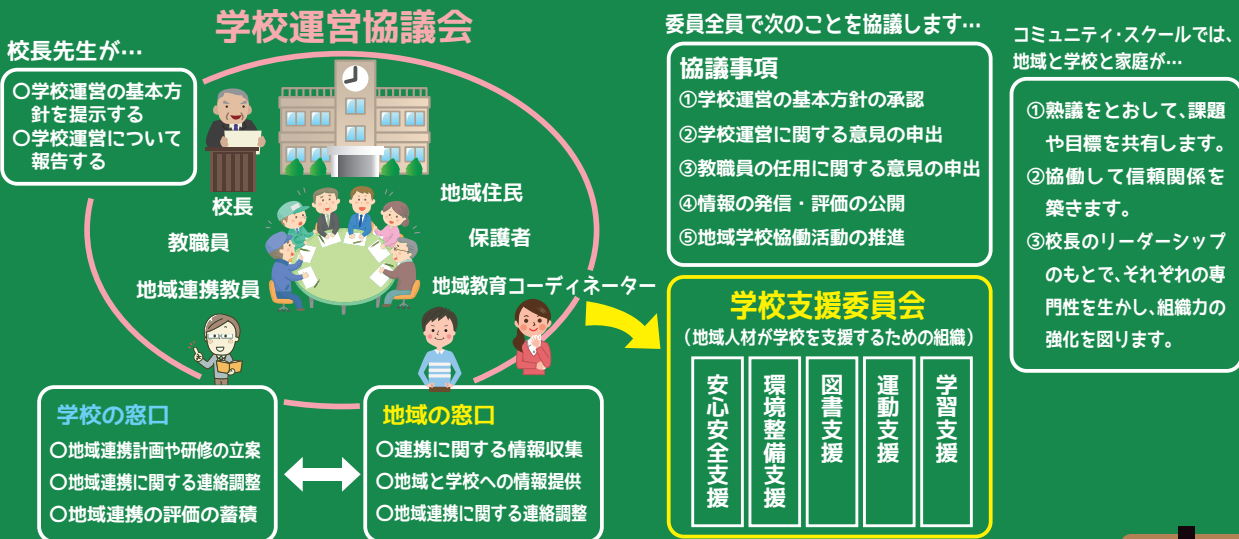 学校運営協議会
校長先生が…
〇学校運営の基本方
針を提示する
〇学校運営について
報告する
校長
教職員
地域連携教員
地域住民
保護者
地域教育コーディネーター
学校の窓口
〇地域連携計画や研修の立案
〇地域連携に関する連絡調整
〇地域連携の評価の蓄積
地域の窓口
〇連携に関する情報収集
〇地域と学校への情報提供
〇地域連携に関する連絡調整
委員全員で次のことを協議します…
協議事項
①学校運営の基本方針の承認
②学校運営に関する意見の申出
③教職員の任用に関する意見の申出
④情報の発信・評価の公開
⑤地域学校協働活動の推進
学校支援委員会
（地域人材が学校を支援するための組織）
学習支援
運動支援
図書支援
環境整備支援
安心安全支援
コミュニティ・スクールでは、
地域と学校と家庭が…
①熟議をとおして、課題
や目標を共有します。
②協働して信頼関係を
築きます。
③校長のリーダーシップ
のもとで、それぞれの専
門性を生かし、組織力の
強化を図ります。